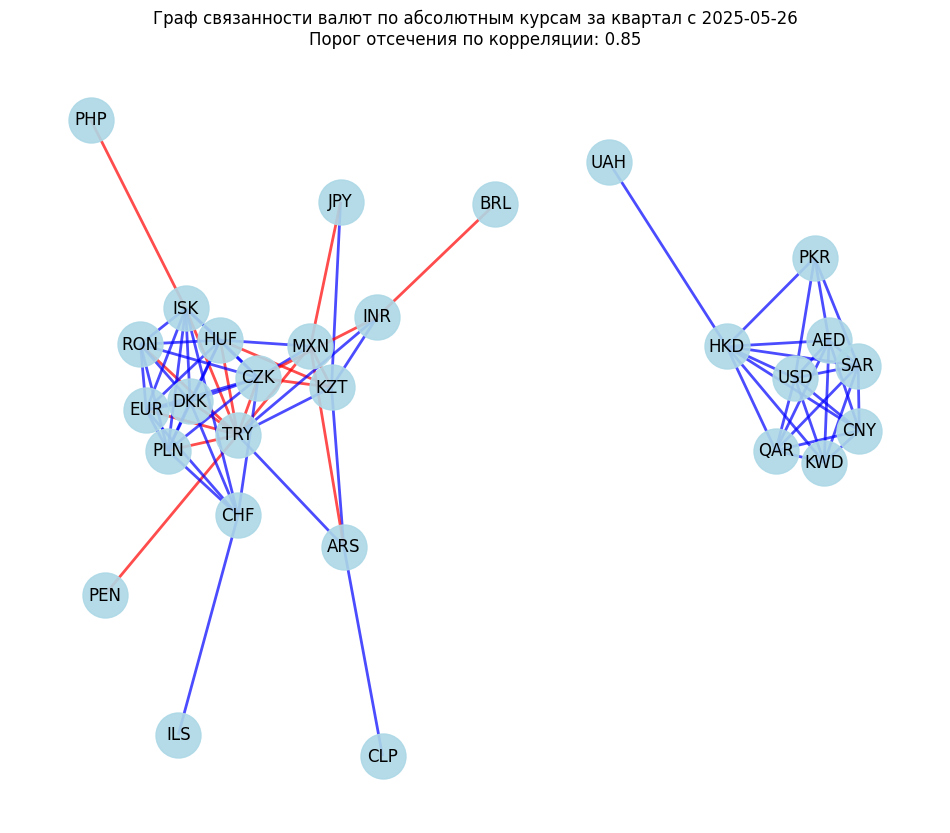 Граф связанности валют по абсолютным курсам за квартал с 2025-05-26
Порог отсечения по корреляции: 0.85
PHP
UAH
JPY
BRL
PKR
ISK
INR
HUF
RON
MXN
HKD
AED
SAR
CZK
USD
KZT
DKK
EUR
TRY
CNY
PLN
QAR
KWD
CHF
ARS
PEN
ILS
CLP